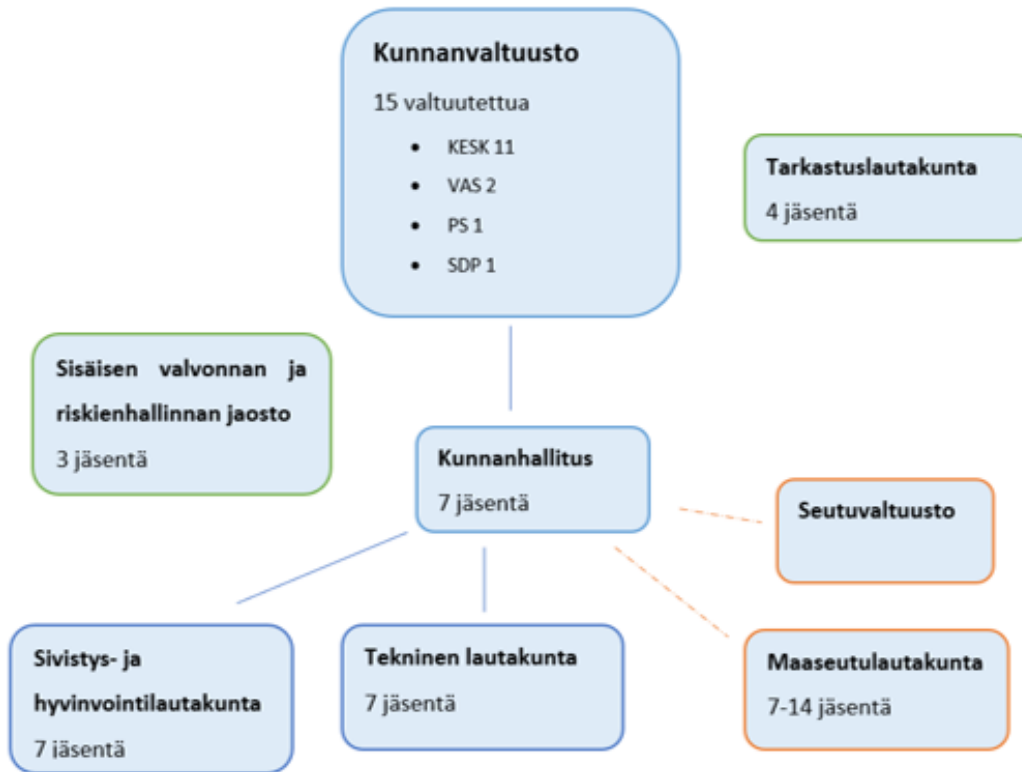 Kunnanvaltuusto
15 valtuutettua
• KESK 11
• VAS 2
• PS 1
• SDP 1
Tarkastuslautakunta
4 jäsentä
Sisäisen valvonnan ja
riskienhallinnan jaosto
3 jäsentä
Kunnanhallitus
7 jäsentä
Seutuvaltuusto
Sivistys- ja
hyvinvointilautakunta
7 jäsentä
Tekninen lautakunta
7 jäsentä
Maaseutulautakunta
7-14 jäsentä